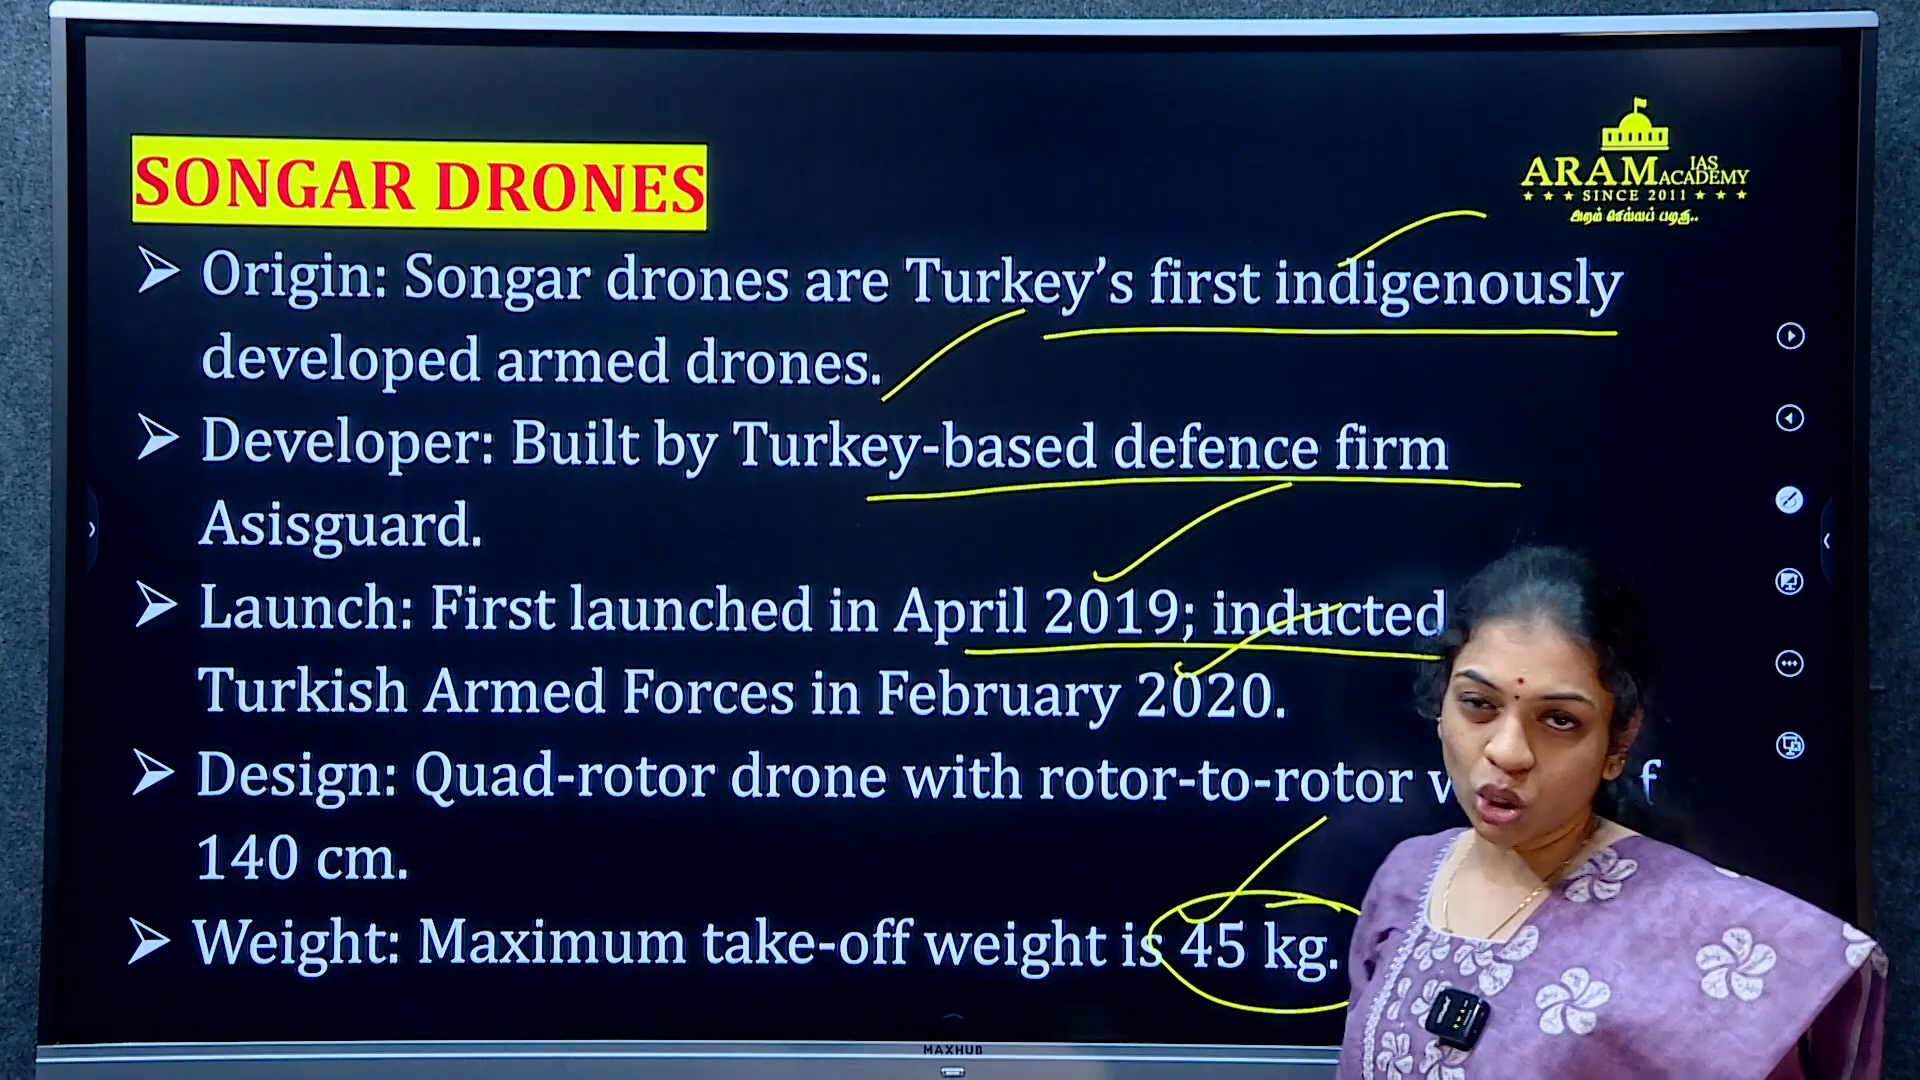 SONGAR DRONES
ARAM IAS ACADEMY
★ ★ ★ SINCE 2011 ★ ★ ★
அறம் செய்யப் படிகு..
➢ Origin: Songar drones are Turkey’s first indigenously
developed armed drones.
➢ Developer: Built by Turkey-based defence firm
Asisguard.
➢ Launch: First launched in April 2019; inducted
Turkish Armed Forces in February 2020.
➢ Design: Quad-rotor drone with rotor-to-rotor
140 cm.
➢ Weight: Maximum take-off weight is 45 kg.
MAXHUB